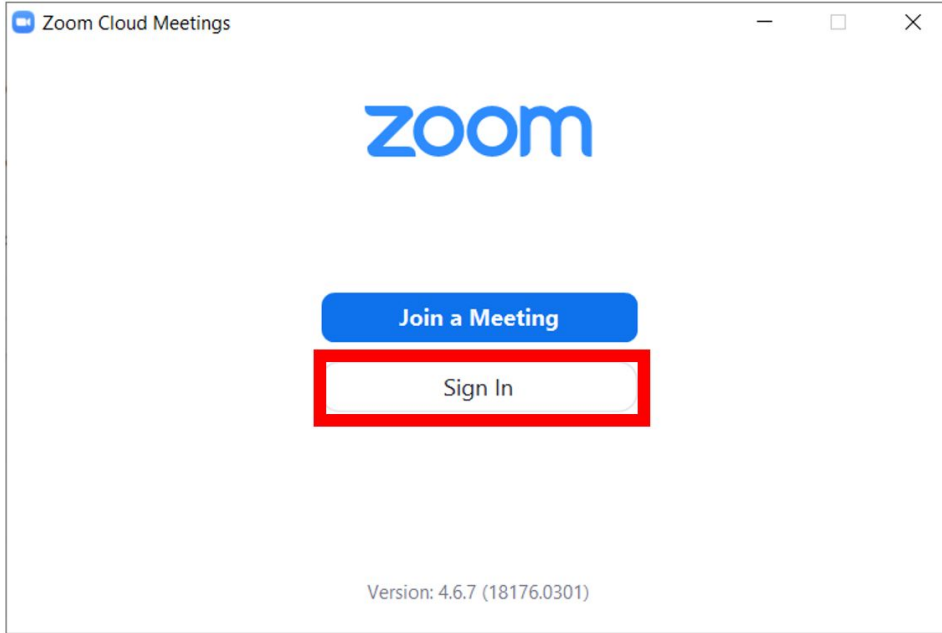 Zoom Cloud Meetings
zoom
Join a Meeting
Sign In
Version: 4.6.7 (18176.0301)